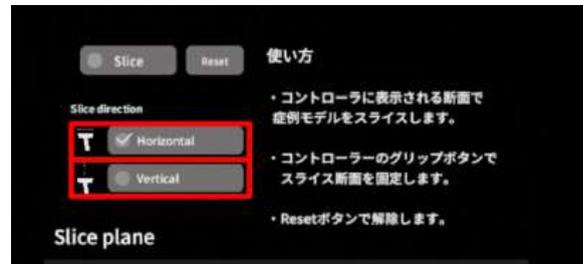 Slice
Reset
Slice direction
Horizontal
Vertical
Slice plane
使い方
・コントローラに表示される断面で
症例モデルをスライスします。
・コントローラーのグリップボタンで
スライス断面を固定します。
・Resetボタンで解除します。